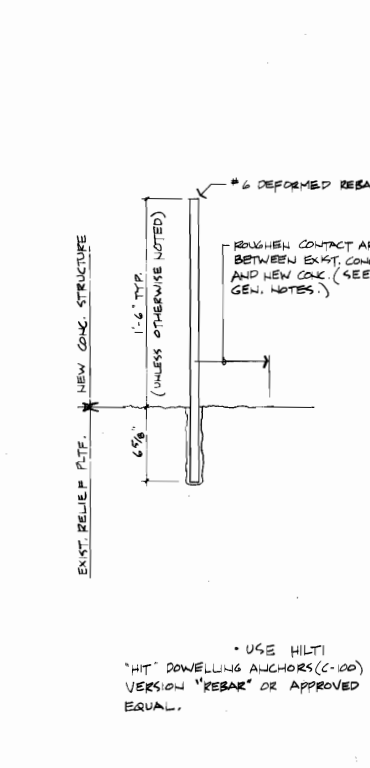 #6 DEFORMED REBA
ROUGHEN CONTACT AR
BETWEEN EXIST. CONC
AND NEW CONC. (SEE
GEN. NOTES.)
NEW CONC. STRUCTURE
1'-6" TYP.
(UNLESS OTHERWISE NOTED)
6 5/8"
EXIST. RELIEF PLTF.
• USE HILTI
"HIT" DOWELLING ANCHORS (C-100)
VERSION "REBAR" OR APPROVED
EQUAL.